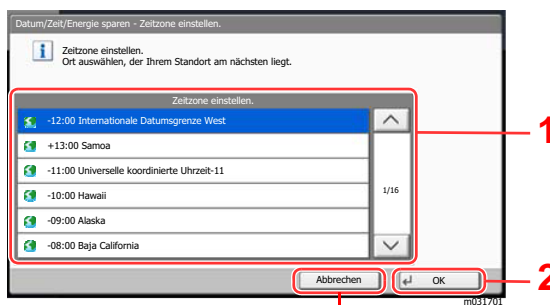 Datum/Zeit/Energie sparen - Zeitzone einstellen.
Zeitzone einstellen.
Ort auswählen, der Ihrem Standort am nächsten liegt.
Zeitzone einstellen.
-12:00 Internationale Datumsgrenze West
+13:00 Samoa
-11:00 Universelle koordinierte Uhrzeit-11
-10:00 Hawaii
-09:00 Alaska
-08:00 Baja California
1/16
1
Abbrechen
OK
2
m031701